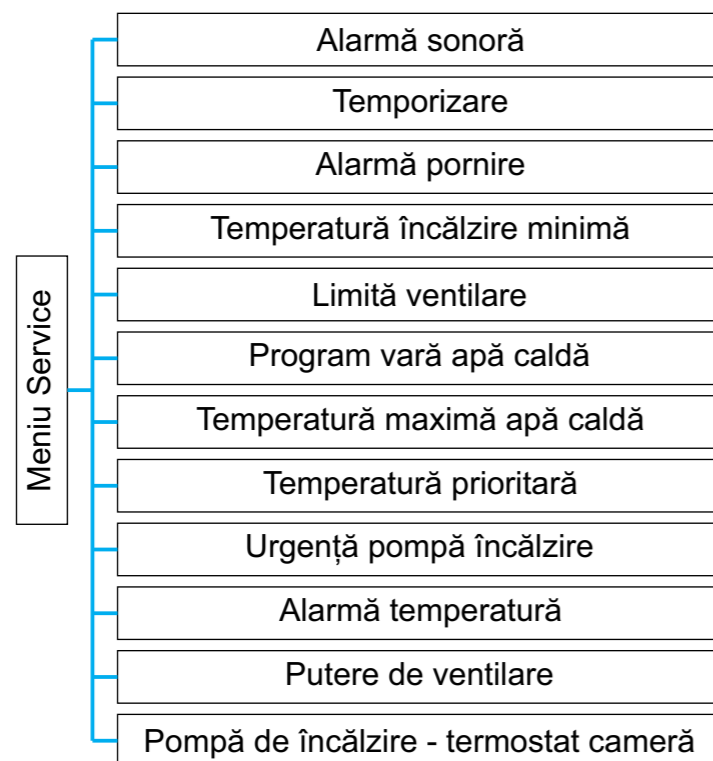 Meniu Service
Alarmă sonoră
Temporizare
Alarmă pornire
Temperatură încălzire minimă
Limită ventilare
Program vară apă caldă
Temperatură maximă apă caldă
Temperatură prioritară
Urgență pompă încălzire
Alarmă temperatură
Putere de ventilare
Pompă de încălzire - termostat cameră